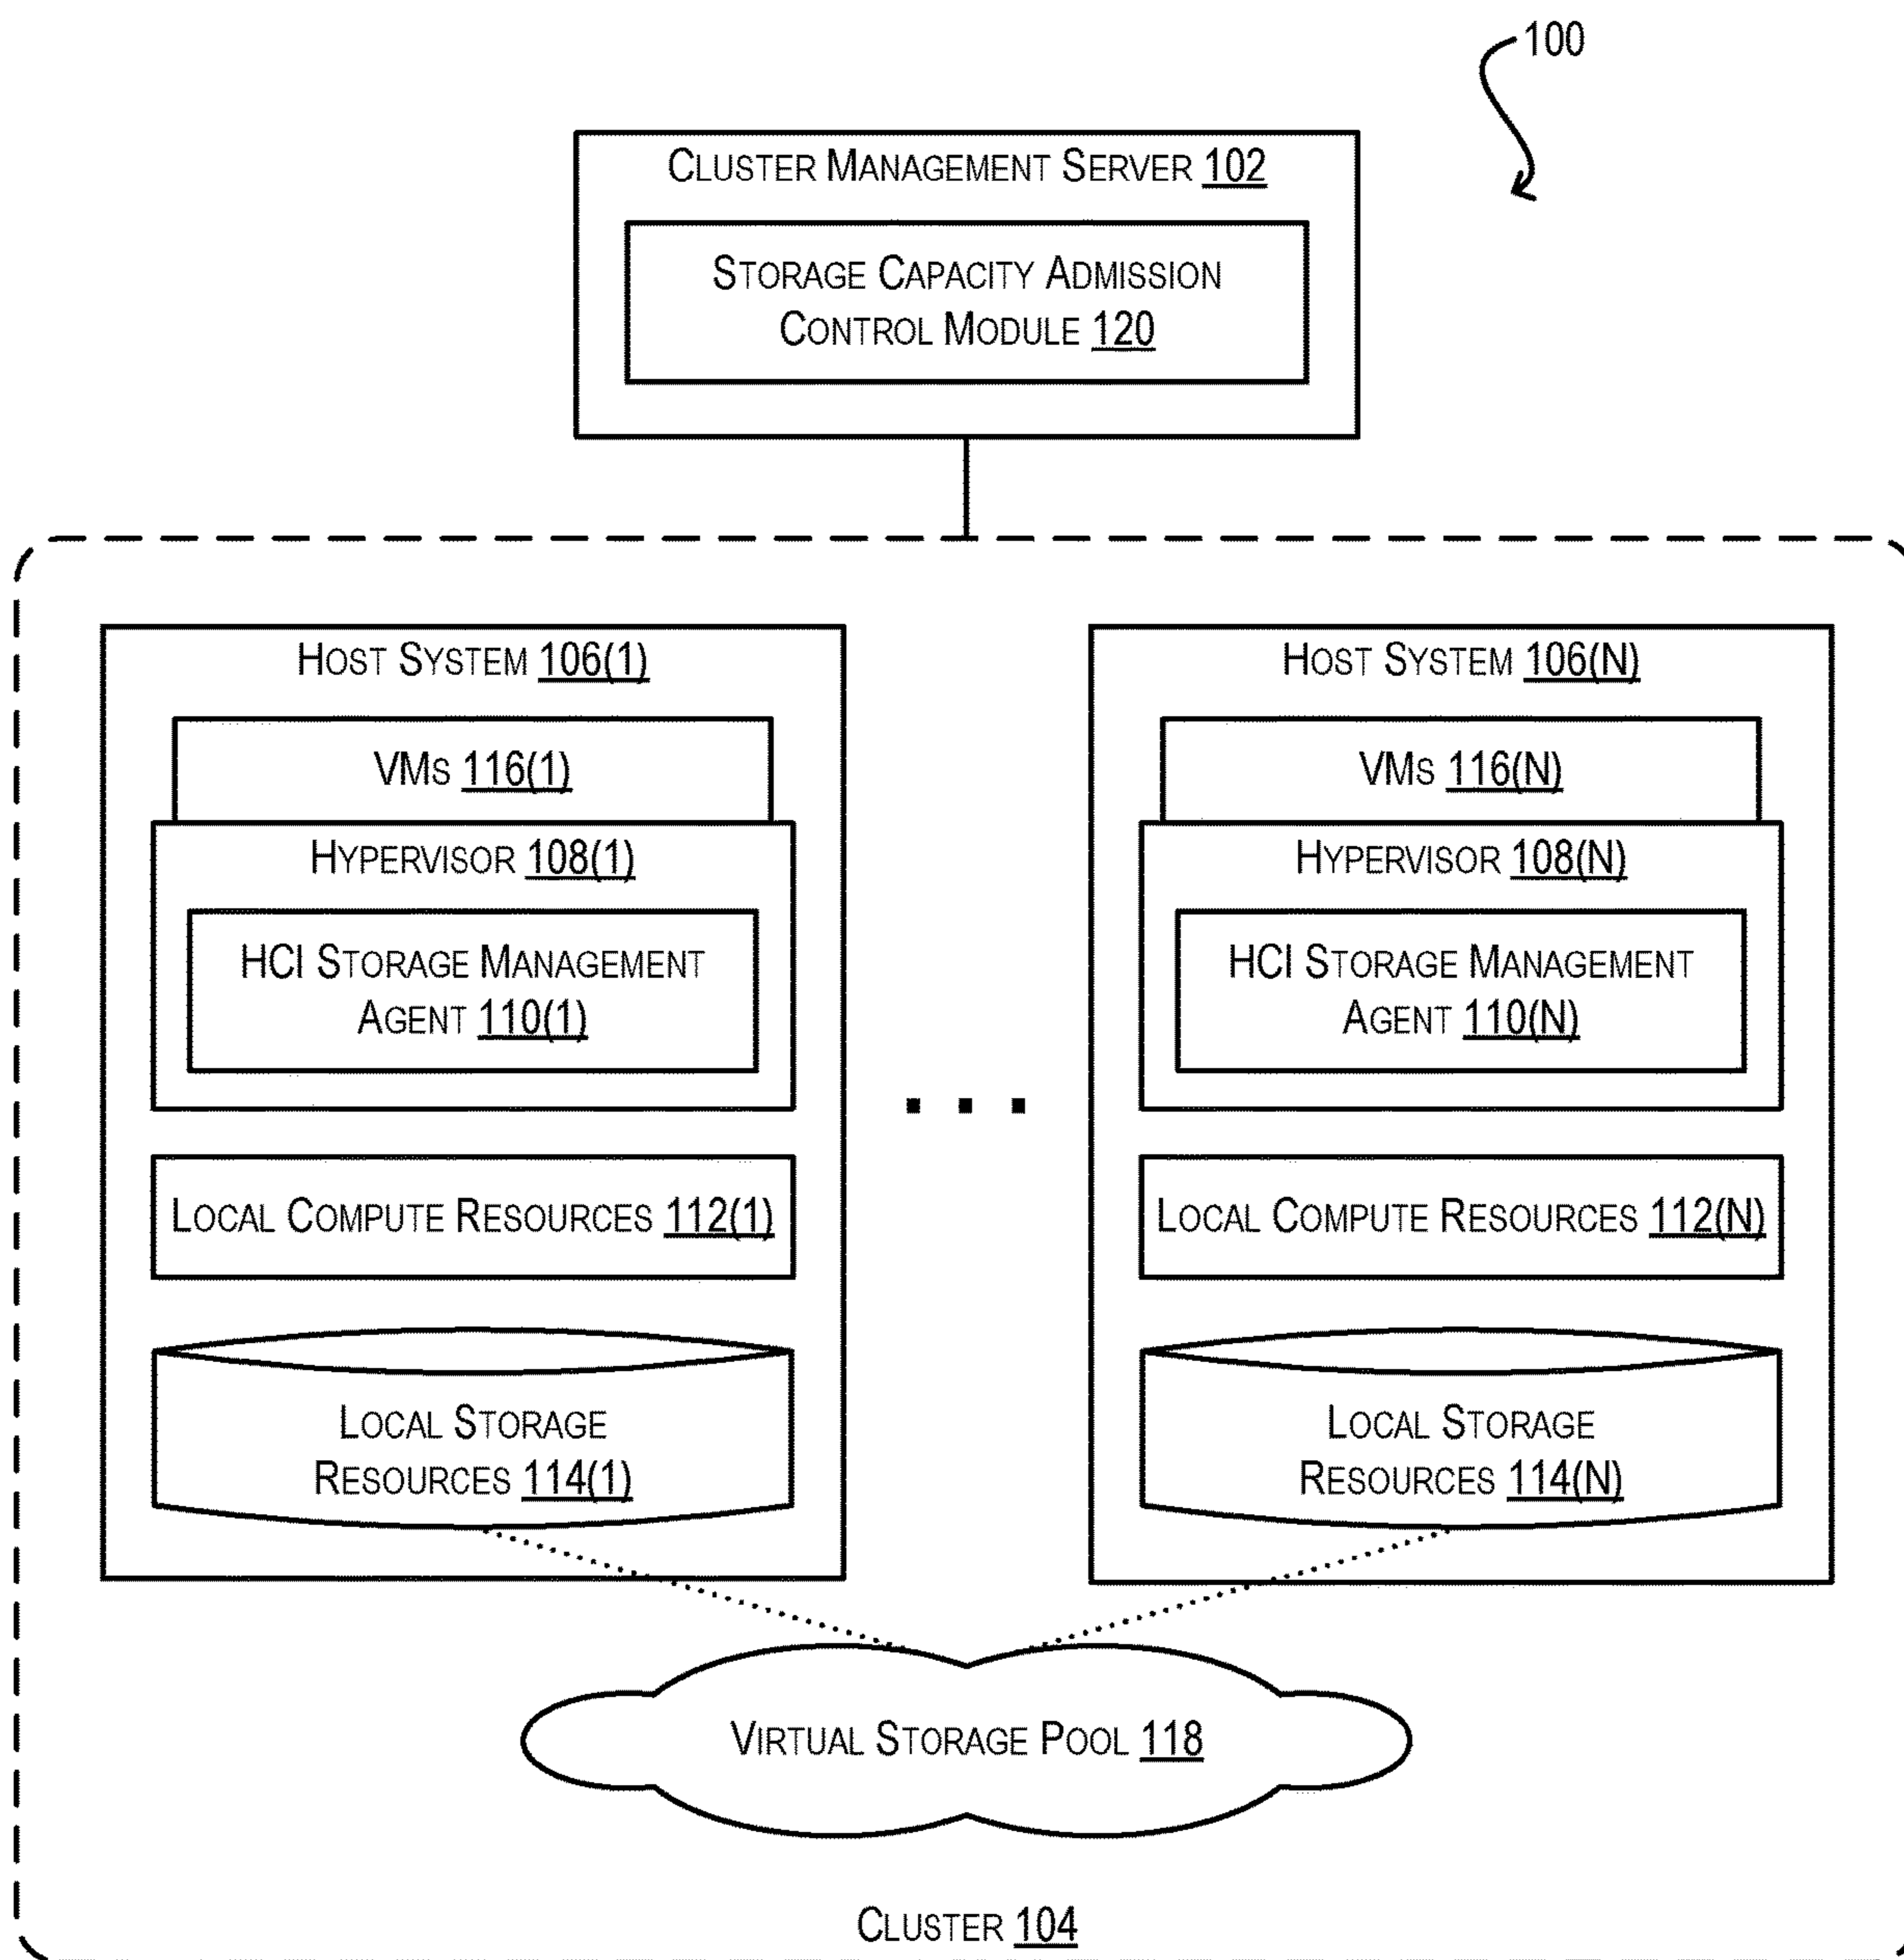 100
CLUSTER MANAGEMENT SERVER 102
STORAGE CAPACITY ADMISSION
CONTROL MODULE 120
HOST SYSTEM 106(1)
VMS 116(1)
HYPERVISOR 108(1)
HCI STORAGE MANAGEMENT
AGENT 110(1)
LOCAL COMPUTE RESOURCES 112(1)
LOCAL STORAGE
RESOURCES 114(1)
...
HOST SYSTEM 106(N)
VMS 116(N)
HYPERVISOR 108(N)
HCI STORAGE MANAGEMENT
AGENT 110(N)
LOCAL COMPUTE RESOURCES 112(N)
LOCAL STORAGE
RESOURCES 114(N)
VIRTUAL STORAGE POOL 118
CLUSTER 104